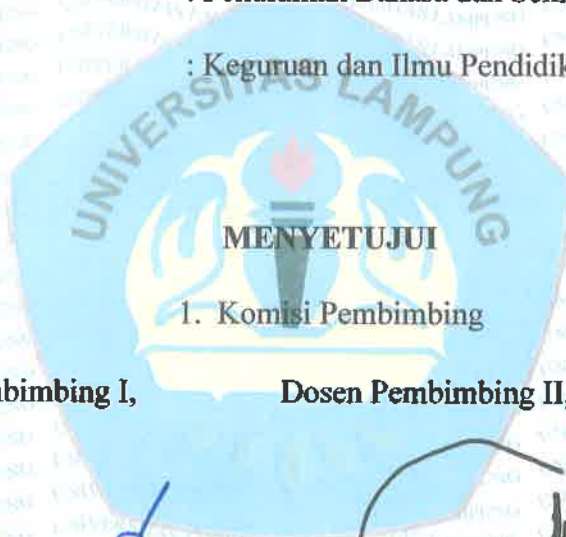 : Keguruan dan Ilmu Pendidik
UNIVERSITAS LAMPUNG
MENYETUJUI
1. Komisi Pembimbing
mbimbing I,
Dosen Pembimbing II,